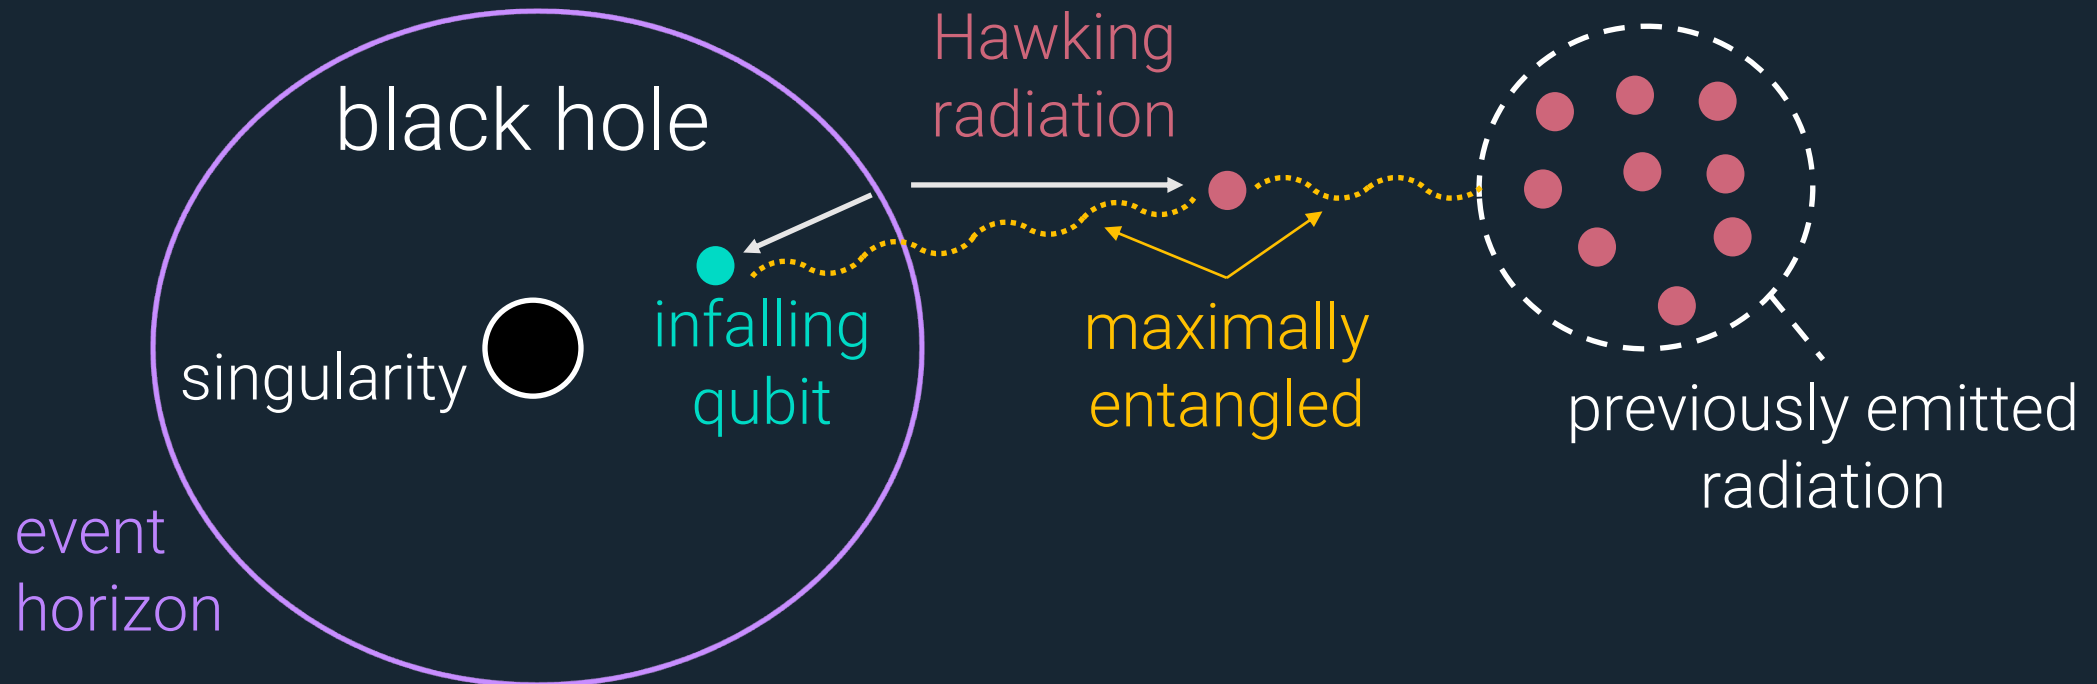 Hawking
radiation
black hole
infalling
qubit
singularity
maximally
entangled
previously emitted
radiation
event
horizon